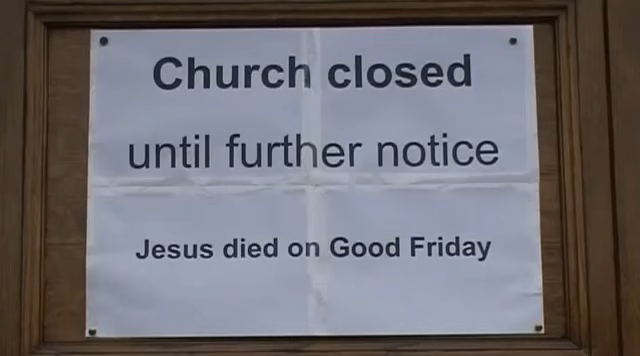 Church closed
until further notice
Jesus died on Good Friday